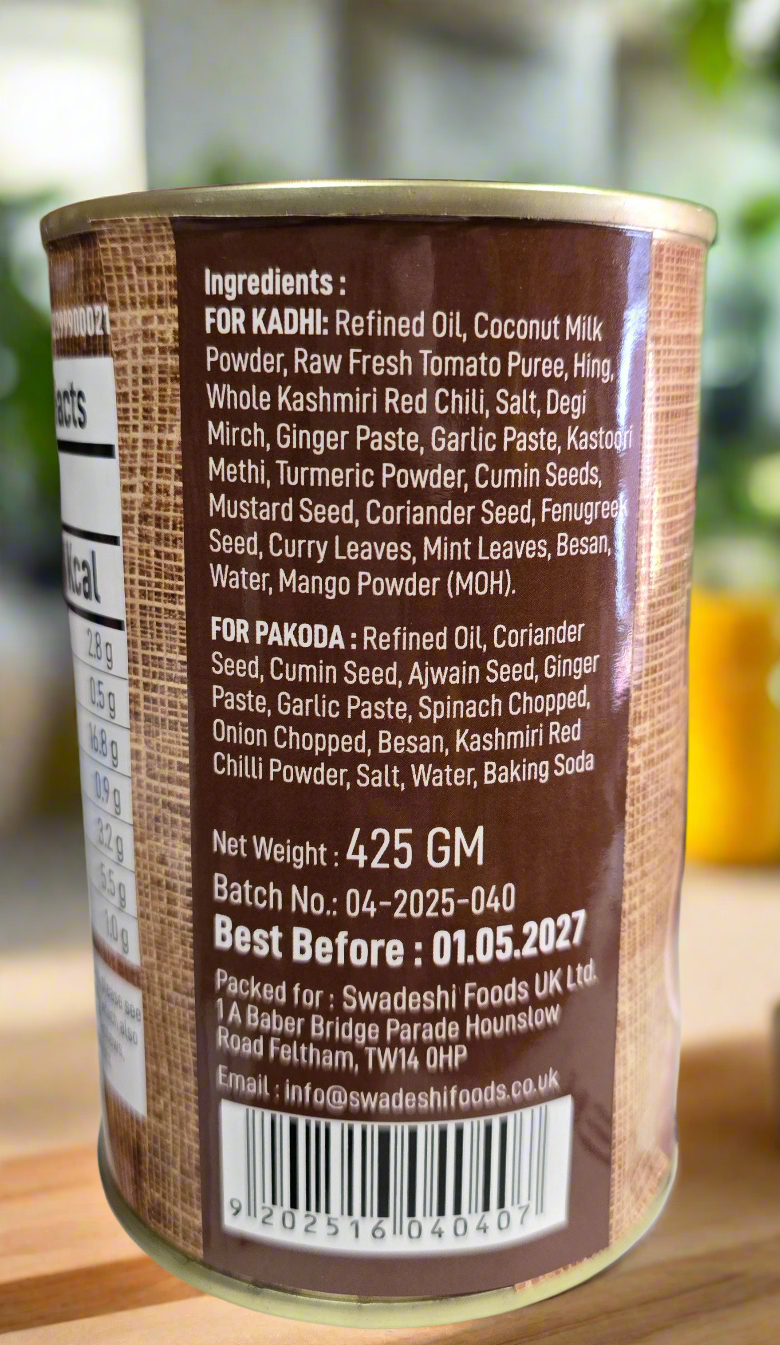 Ingredients :
FOR KADHI: Refined Oil, Coconut Milk
Powder, Raw Fresh Tomato Puree, Hing,
Whole Kashmiri Red Chili, Salt, Degi
Mirch, Ginger Paste, Garlic Paste, Kastoori
Methi, Turmeric Powder, Cumin Seeds,
Mustard Seed, Coriander Seed, Fenugreek
Seed, Curry Leaves, Mint Leaves, Besan,
Water, Mango Powder (MOH).
FOR PAKODA : Refined Oil, Coriander
Seed, Cumin Seed, Ajwain Seed, Ginger
Paste, Garlic Paste, Spinach Chopped,
Onion Chopped, Besan, Kashmiri Red
Chilli Powder, Salt, Water, Baking Soda
Net Weight : 425 GM
Batch No.: 04-2025-040
Best Before : 01.05.2027
Packed for : Swadeshi Foods UK Ltd.
1 A Baber Bridge Parade Hounslow
Road Feltham, TW14 0HP
Email : info@swadeshifoods.co.uk
9 202516 040407
acts
Kcal
2.8 g
0.5 g
16.8 g
0.9 g
3.2 g
5.5 g
1.0 g